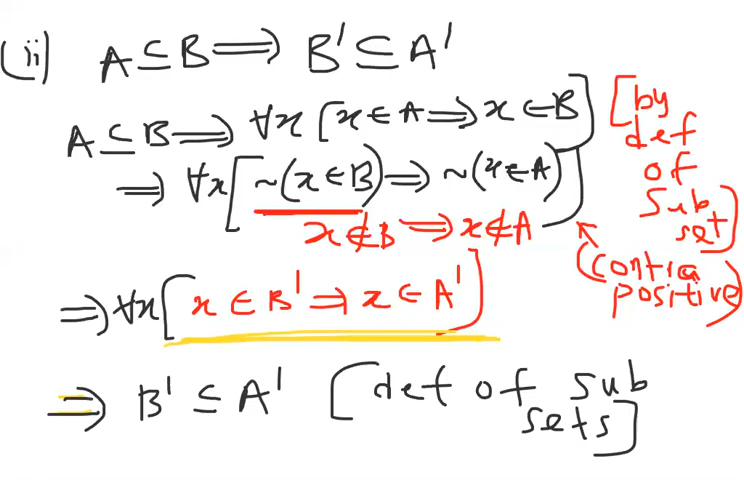 (ii) A ⊆ B ⟹ B' ⊆ A'
A ⊆ B ⟹ ∀x [x ∈ A ⟹ x ∈ B] [by def of sub set]
⟹ ∀x [~(x ∈ B) ⟹ ~(x ∈ A)]
x ∉ B ⟹ x ∉ A (contra positive)
⟹ ∀x [x ∈ B' ⟹ x ∈ A']
⟹ B' ⊆ A' [def of sub
sets]